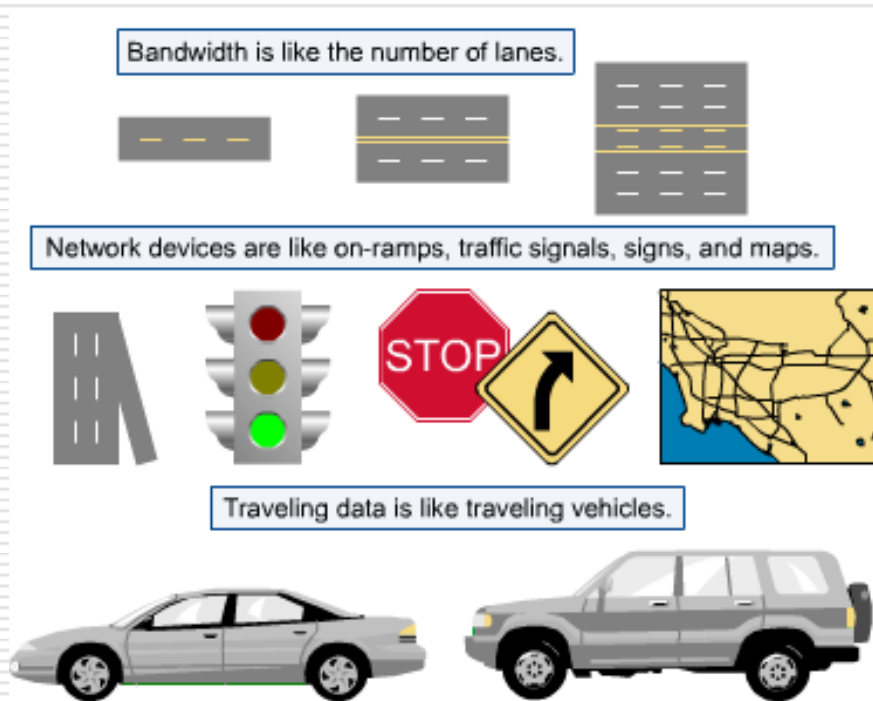 Bandwidth is like the number of lanes.
Network devices are like on-ramps, traffic signals, signs, and maps.
STOP
Traveling data is like traveling vehicles.